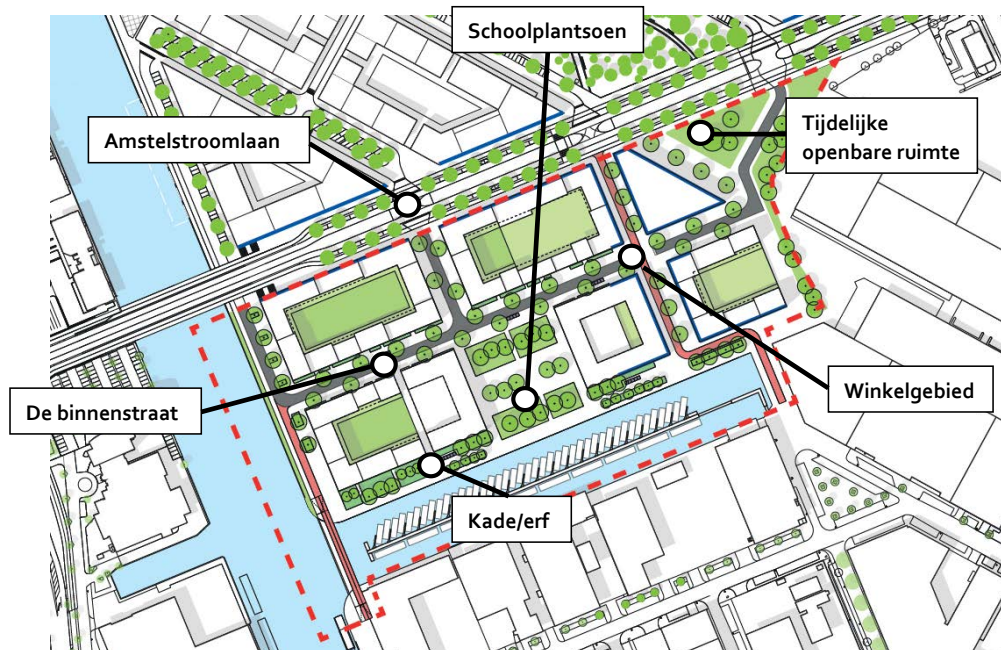 Schoolplantsoen
Amstelstroomlaan
Tijdelijke
openbare ruimte
De binnenstraat
Winkelgebied
Kade/erf